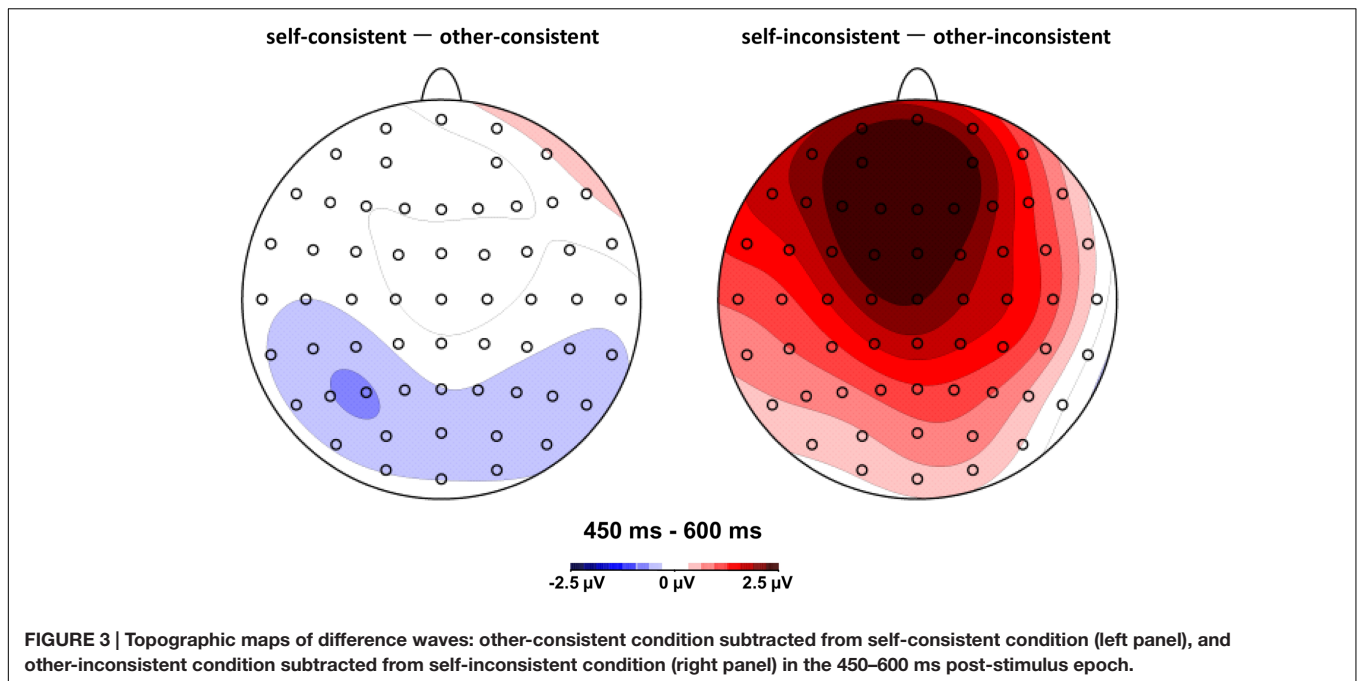 self-consistent — other-consistent
self-inconsistent — other-inconsistent
450 ms - 600 ms
-2.5 µV 0 µV 2.5 µV
FIGURE 3 | Topographic maps of difference waves: other-consistent condition subtracted from self-consistent condition (left panel), and
other-inconsistent condition subtracted from self-inconsistent condition (right panel) in the 450–600 ms post-stimulus epoch.